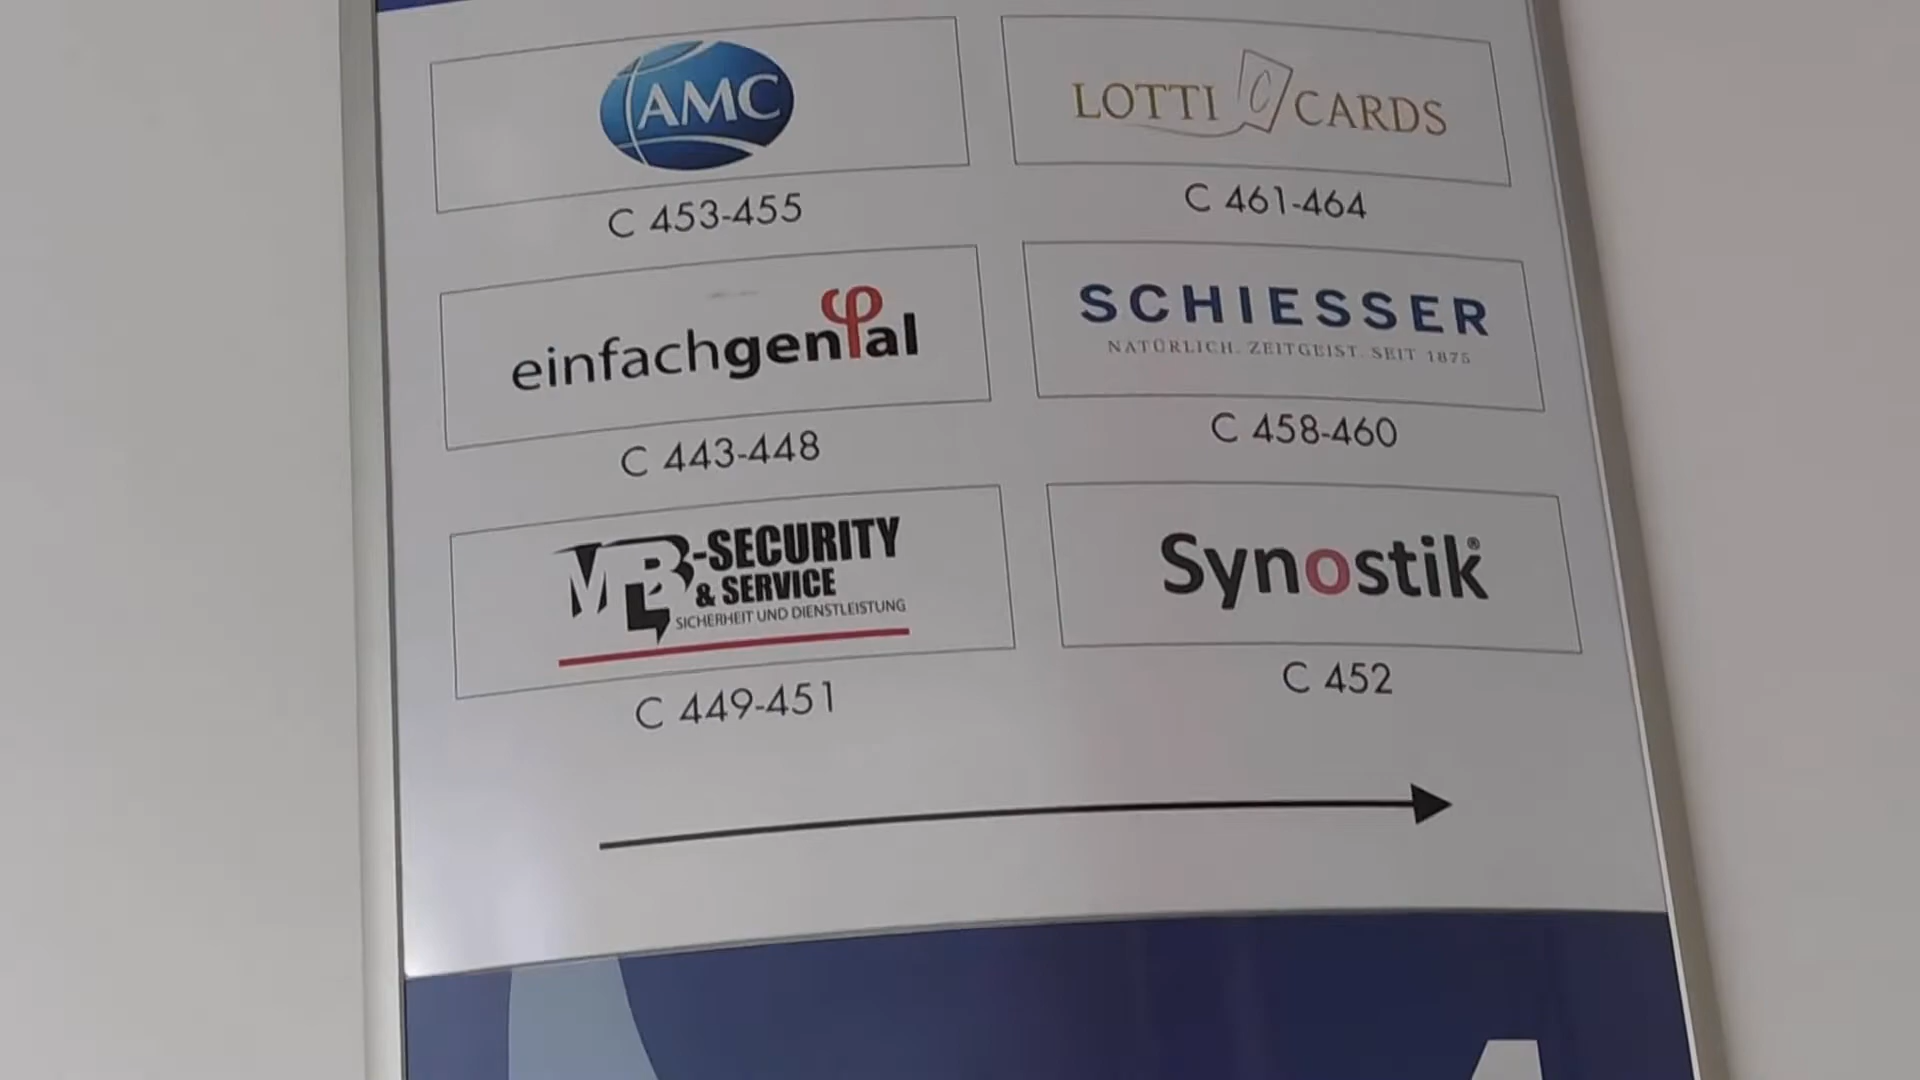 AMC
C 453-455
LOTTI C CARDS
C 461-464
einfachgenial
C 443-448
SCHIESSER
NATÜRLICH. ZEITGEIST. SEIT 1875
C 458-460
MB-SECURITY
& SERVICE
SICHERHEIT UND DIENSTLEISTUNG
C 449-451
Synostik®
C 452